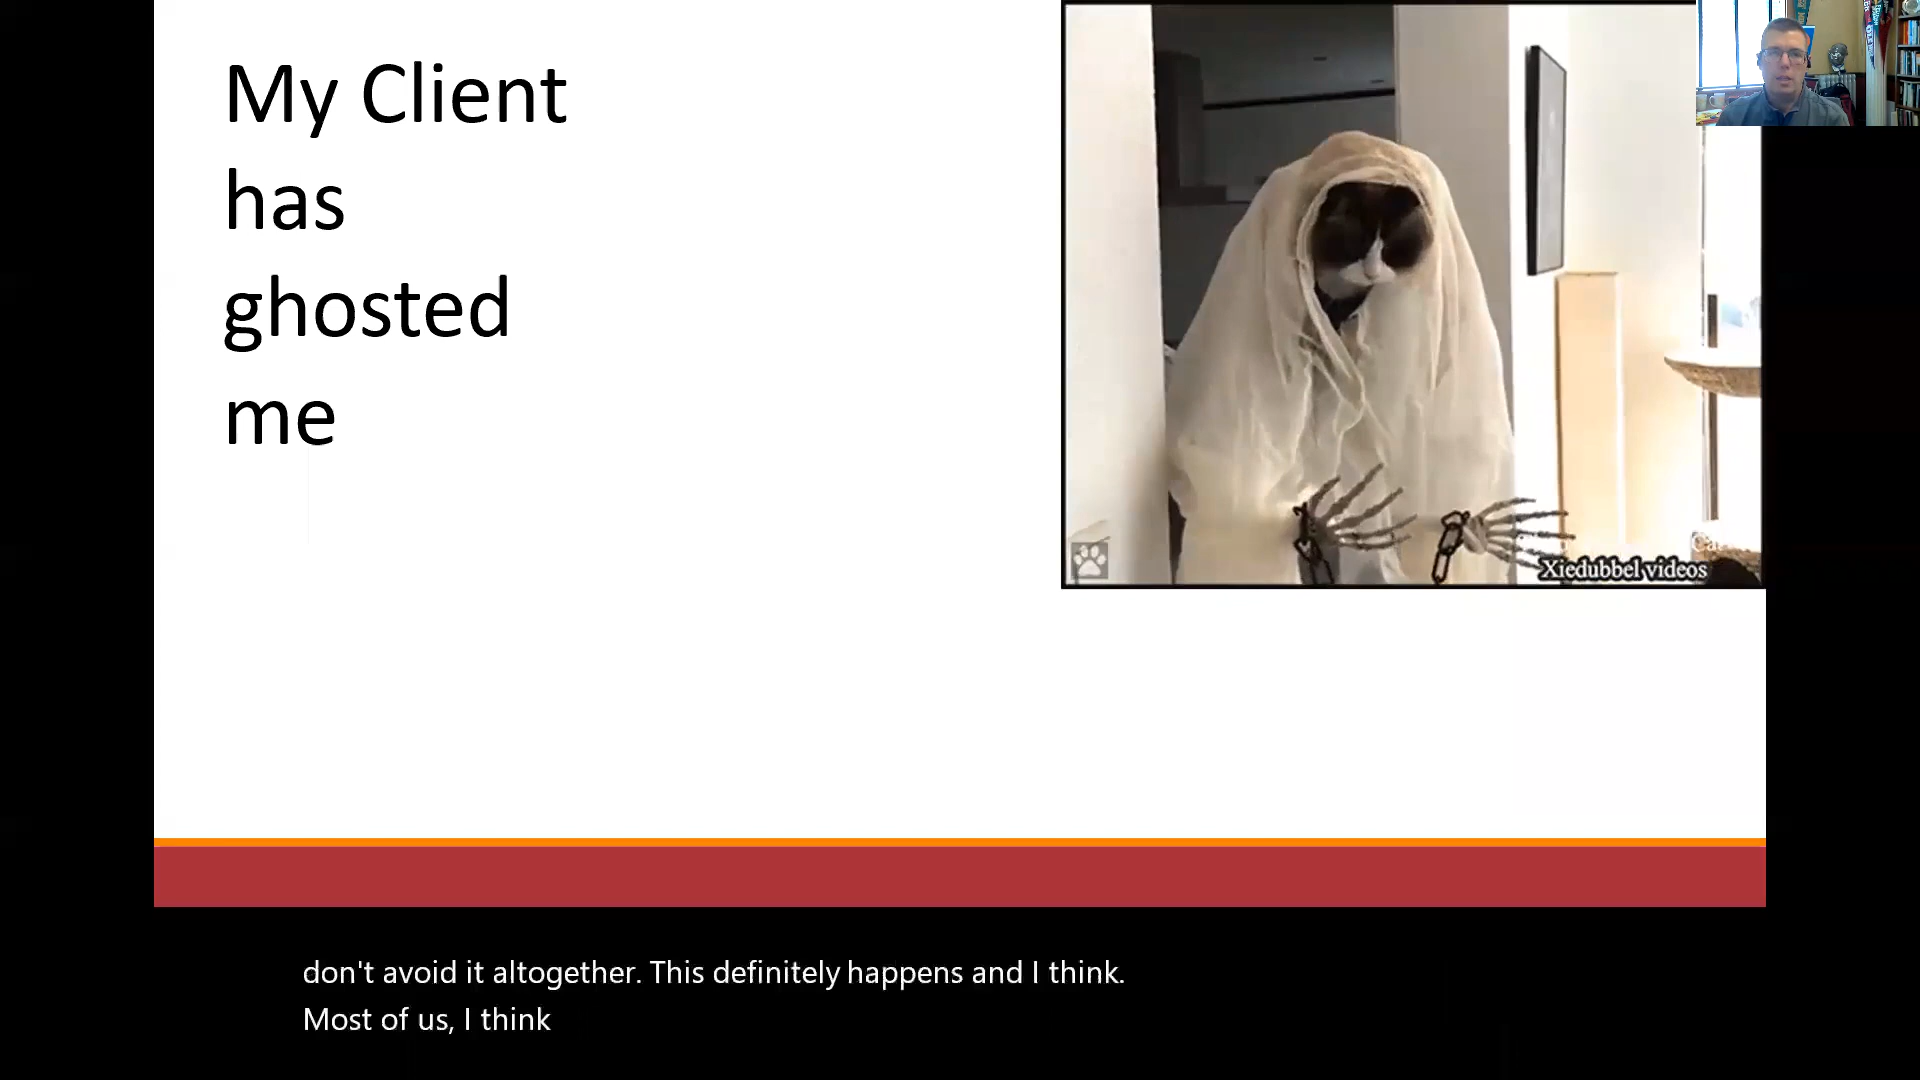 My Client
has
ghosted
me
Xiedubbel videos
don't avoid it altogether. This definitely happens and I think.
Most of us, I think